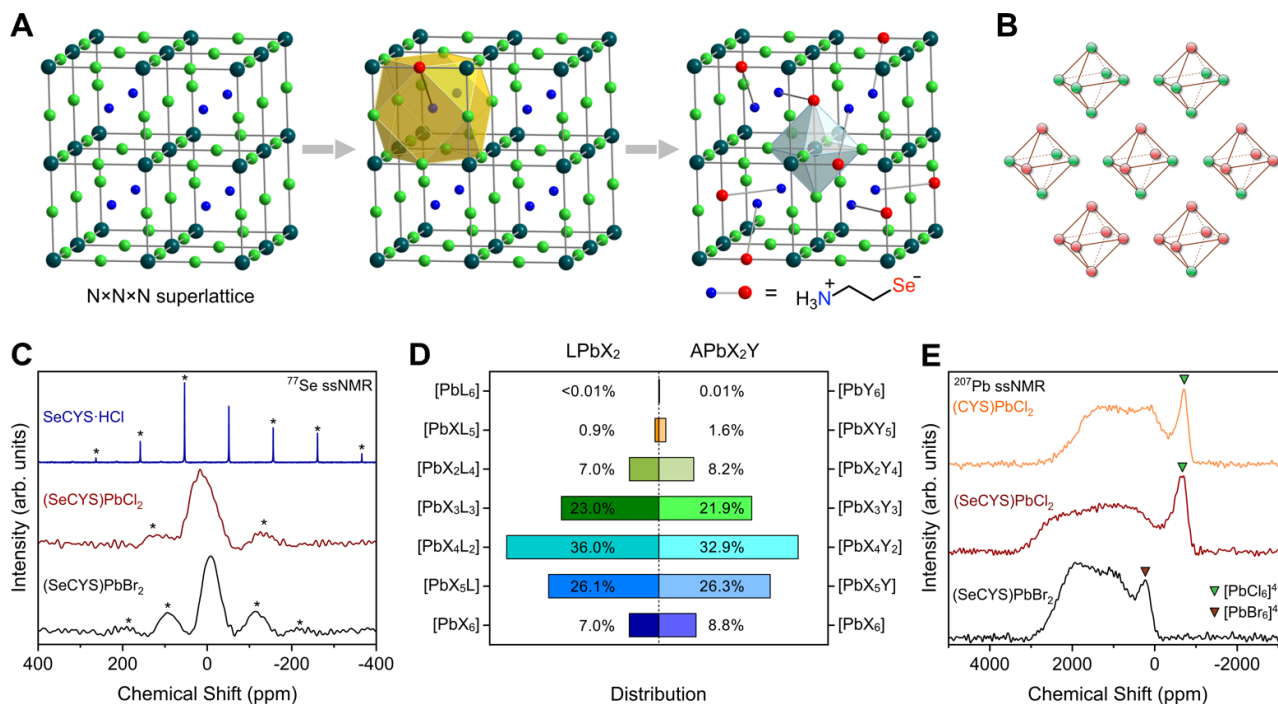 A
B
N×N×N superlattice
= H₃N⁺ Se⁻
C
⁷⁷Se ssNMR
SeCYS·HCl
* * * * * *
(SeCYS)PbCl₂
* *
(SeCYS)PbBr₂
* * * *
Intensity (arb. units)
400 200 0 -200 -400
Chemical Shift (ppm)
D
LPbX₂ APbX₂Y
[PbL₆] <0.01% 0.01% [PbY₆]
[PbXL₅] 0.9% 1.6% [PbXY₅]
[PbX₂L₄] 7.0% 8.2% [PbX₂Y₄]
[PbX₃L₃] 23.0% 21.9% [PbX₃Y₃]
[PbX₄L₂] 36.0% 32.9% [PbX₄Y₂]
[PbX₅L] 26.1% 26.3% [PbX₅Y]
[PbX₆] 7.0% 8.8% [PbX₆]
Distribution
E
²⁰⁷Pb ssNMR
(CYS)PbCl₂
(SeCYS)PbCl₂
(SeCYS)PbBr₂
[PbCl₆]⁴
[PbBr₆]⁴
Intensity (arb. units)
5000 2000 0 -2000
Chemical Shift (ppm)